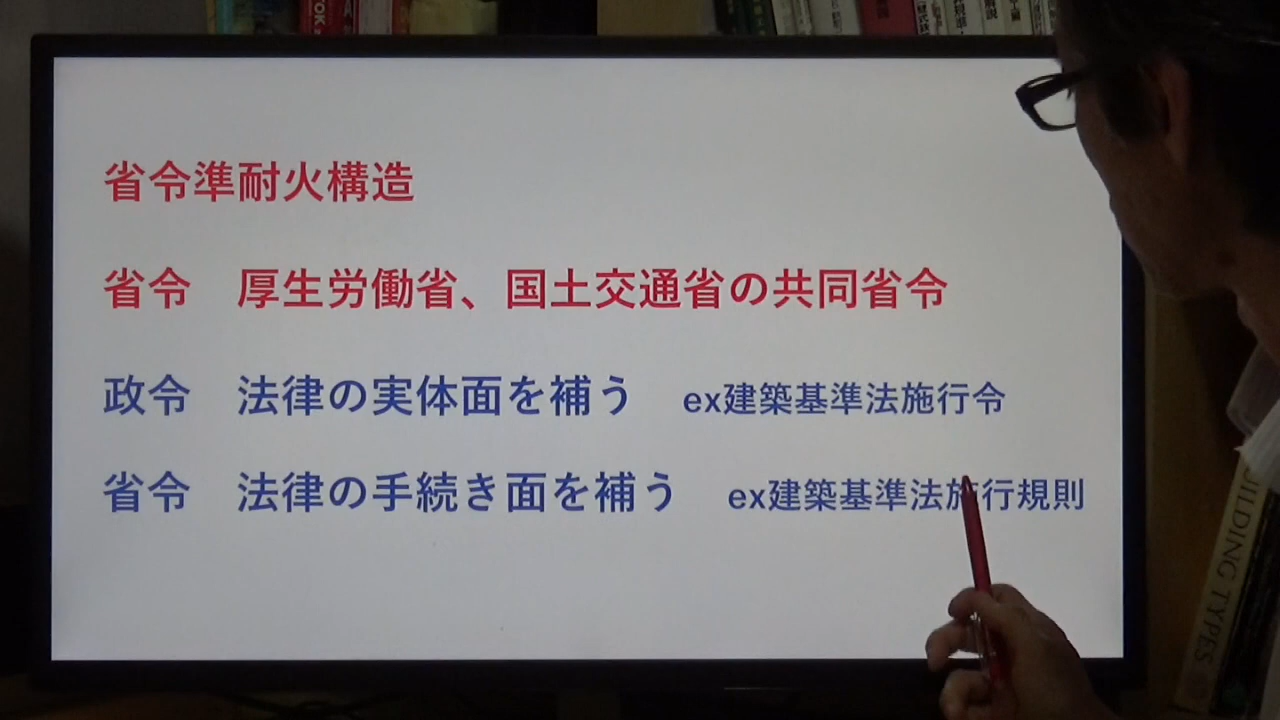 省令準耐火構造
省令　厚生労働省、国土交通省の共同省令
政令　法律の実体面を補う　ex建築基準法施行令
省令　法律の手続き面を補う　ex建築基準法施行規則
UILDING TYPES